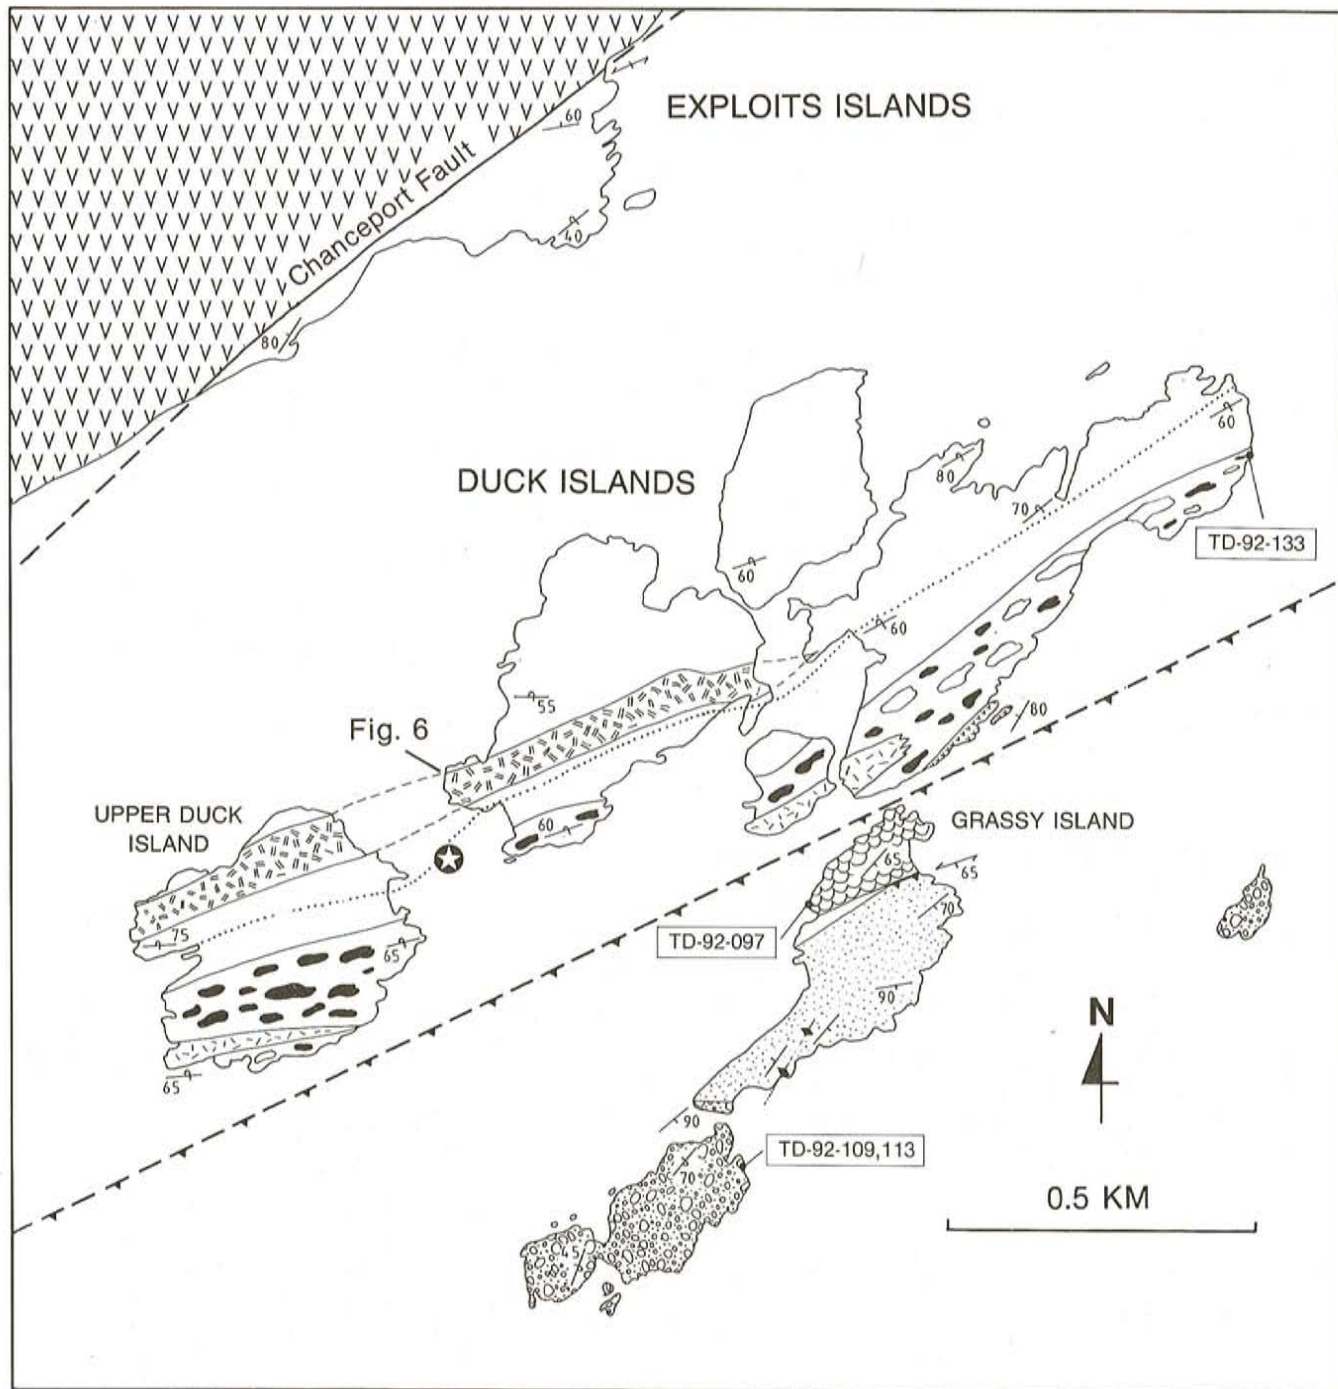 EXPLOITS ISLANDS
60
Chanceport Fault
40
80
DUCK ISLANDS
60
80
70
TD-92-133
60
60
55
Fig. 6
80
UPPER DUCK
ISLAND
60
GRASSY ISLAND
65
65
75
65
TD-92-097
70
90
N
65
90
TD-92-109,113
70
0.5 KM
45